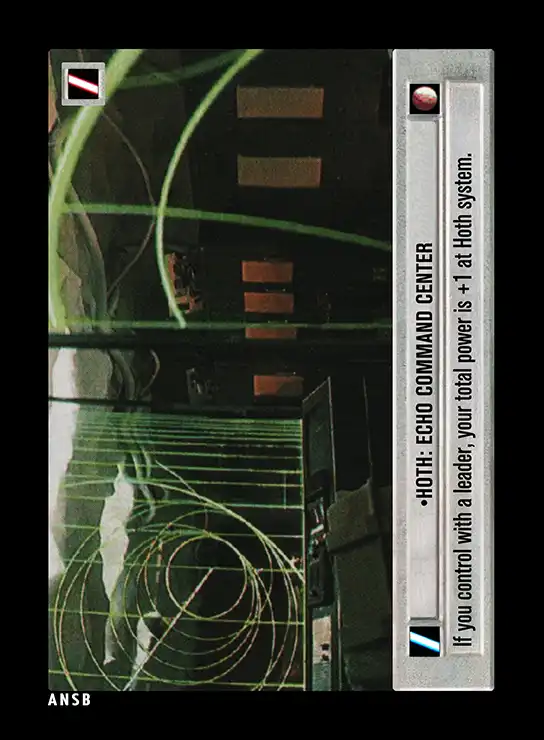 •HOTH: ECHO COMMAND CENTER
If you control with a leader, your total power is +1 at Hoth system.
ANSB